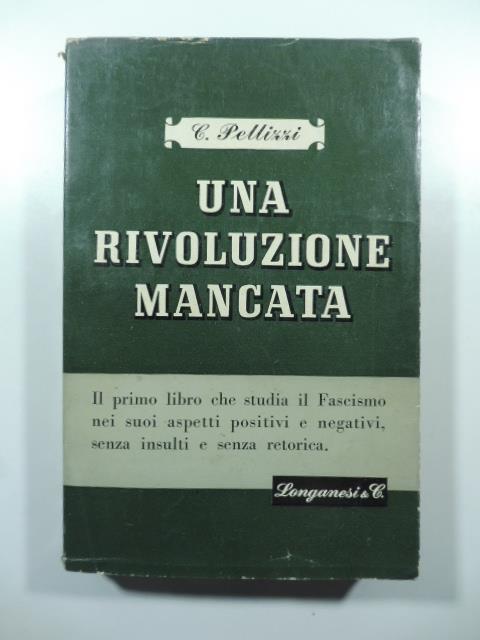 C. Pellizzi
UNA
RIVOLUZIONE
MANCATA
Il primo libro che studia il Fascismo
nei suoi aspetti positivi e negativi,
senza insulti e senza retorica.
Longanesi & C.